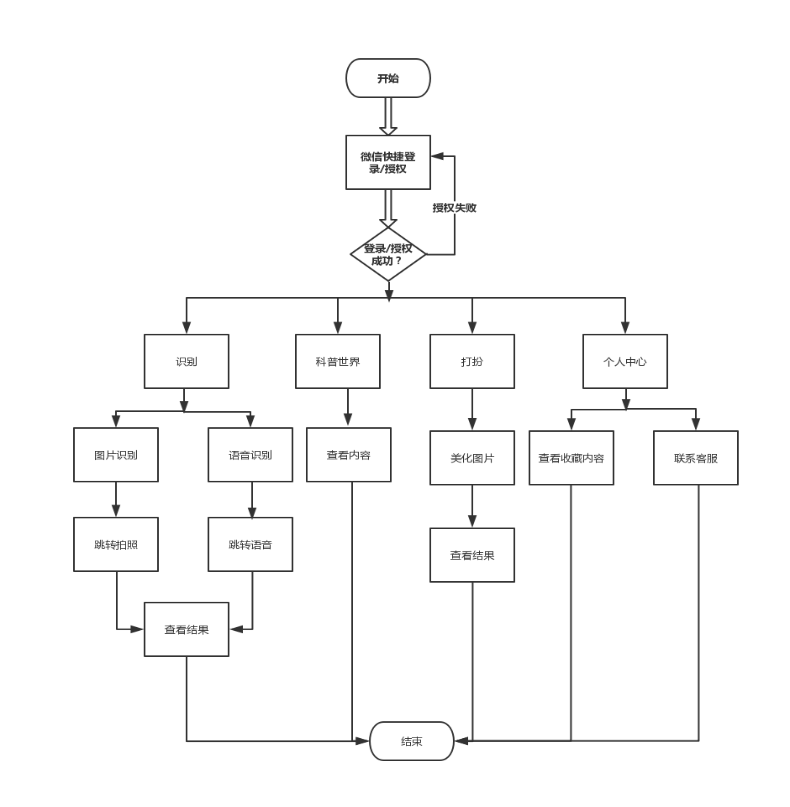 开始
微信快捷登
录/授权
授权失败
登录/授权
成功？
识别
科普世界
打扮
个人中心
图片识别
语音识别
查看内容
美化图片
查看收藏内容
联系客服
跳转拍照
跳转语音
查看结果
查看结果
结束